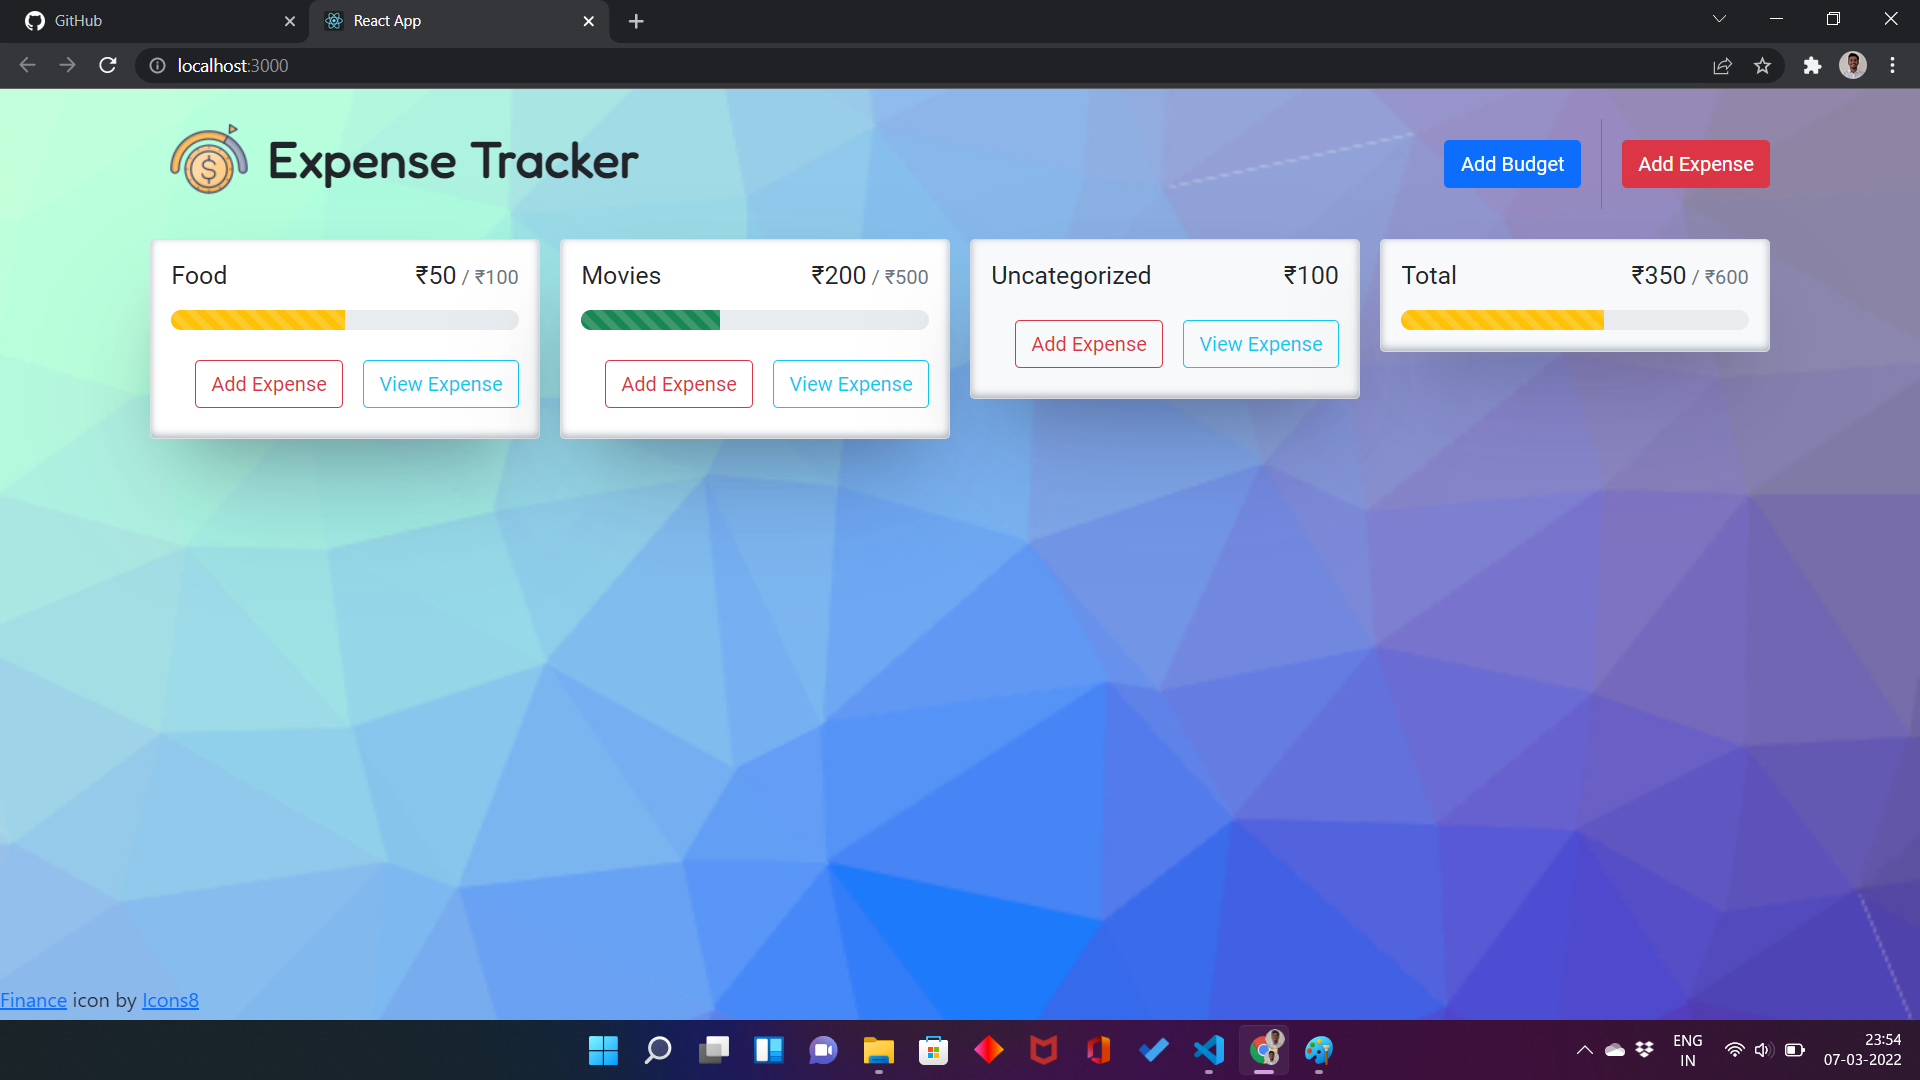 GitHub
React App
localhost:3000
Expense Tracker
Add Budget
Add Expense
Food ₹50 / ₹100
Add Expense View Expense
Movies ₹200 / ₹500
Add Expense View Expense
Uncategorized ₹100
Add Expense View Expense
Total ₹350 / ₹600
Finance icon by Icons8
ENG
IN
23:54
07-03-2022